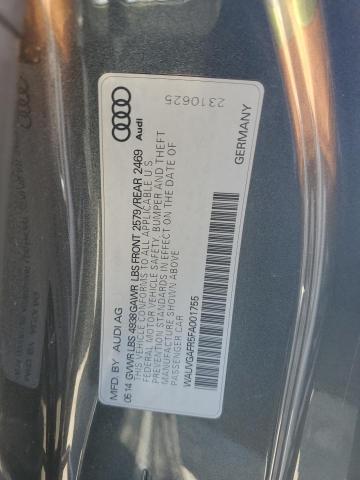 2310625
Audi
GERMANY
MFD. BY AUDI AG
06 14 GVWR LBS 4938 GAWR LBS FRONT 2579/REAR 2469
THIS VEHICLE CONFORMS TO ALL APPLICABLE U S
FEDERAL MOTOR VEHICLE SAFETY, BUMPER AND THEFT
STANDARDS IN EFFECT ON THE DATE OF
MANUFACTURE SHOWN ABOVE
PASSENGER CAR
WAUVGAFR5FA001755